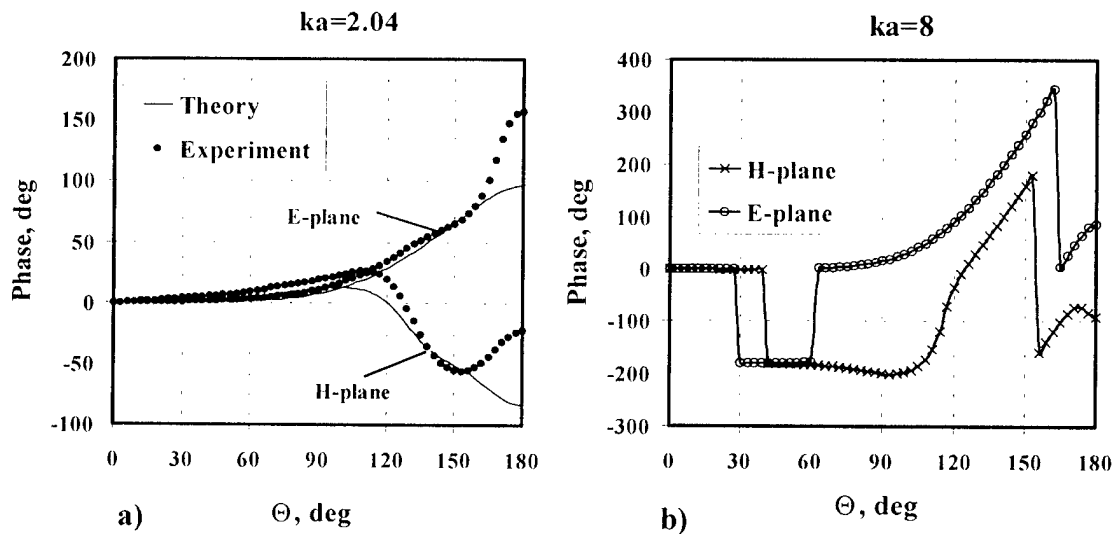 ka=2.04
200
150
100
50
0
-50
-100
Phase, deg
Theory
Experiment
E-plane
H-plane
0 30 60 90 120 150 180
a)
Θ, deg
ka=8
400
300
200
100
0
-100
-200
-300
Phase, deg
H-plane
E-plane
0 30 60 90 120 150 180
b)
Θ, deg